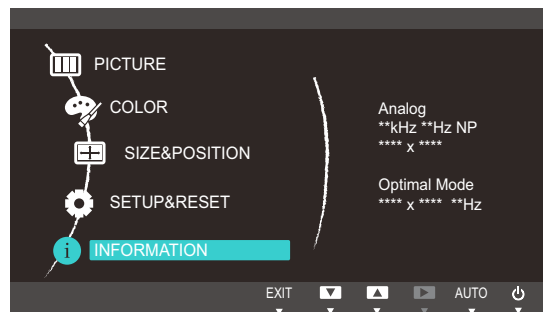 PICTURE
COLOR
SIZE&POSITION
SETUP&RESET
i INFORMATION
Analog
**kHz **Hz NP
**** x ****
Optimal Mode
**** x **** **Hz
EXIT AUTO